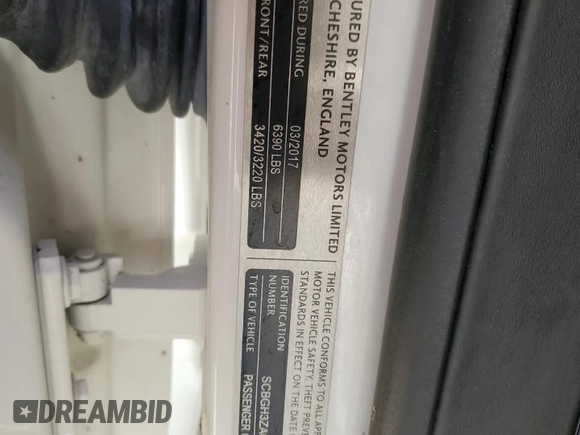 URED BY BENTLEY MOTORS LIMITED
CHESHIRE, ENGLAND
RED DURING 03/2017
6390 LBS
RONT/REAR 3420/3220 LBS
THIS VEHICLE CONFORMS TO ALL
MOTOR VEHICLE SAFETY, THEFT
STANDARDS IN EFFECT ON THE DATE
IDENTIFICATION
NUMBER
SCBGH3ZA
TYPE OF VEHICLE PASSENGER
DREAMBID